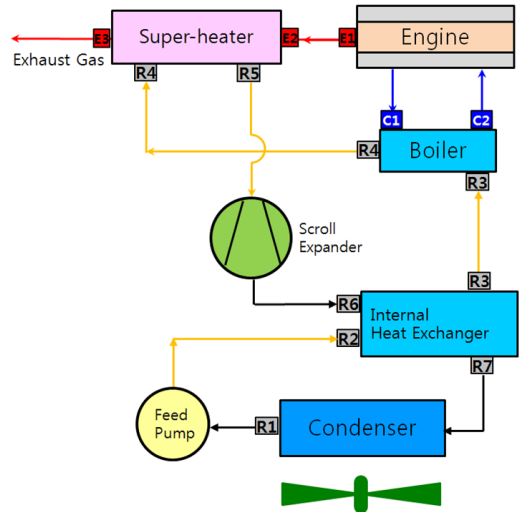 Super-heater
E3
E2
E1
Engine
Exhaust Gas
R4
R5
C1
C2
R4
Boiler
R3
Scroll
Expander
R3
R6
Internal
Heat Exchanger
R2
R7
Feed
Pump
R1
Condenser